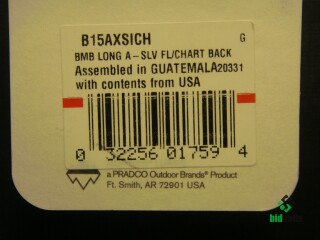 B15AXSICH G
BMB LONG A-SLV FL/CHART BACK
Assembled in GUATEMALA20331
with contents from USA
0 32256 01759 4
a PRADCO Outdoor Brands® Product
Ft. Smith, AR 72901 USA
bid